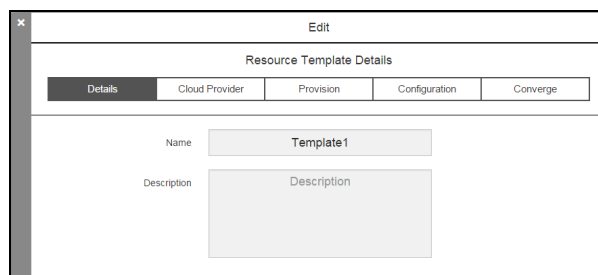 ×
Edit
Resource Template Details
Details Cloud Provider Provision Configuration Converge
Name Template1
Description Description